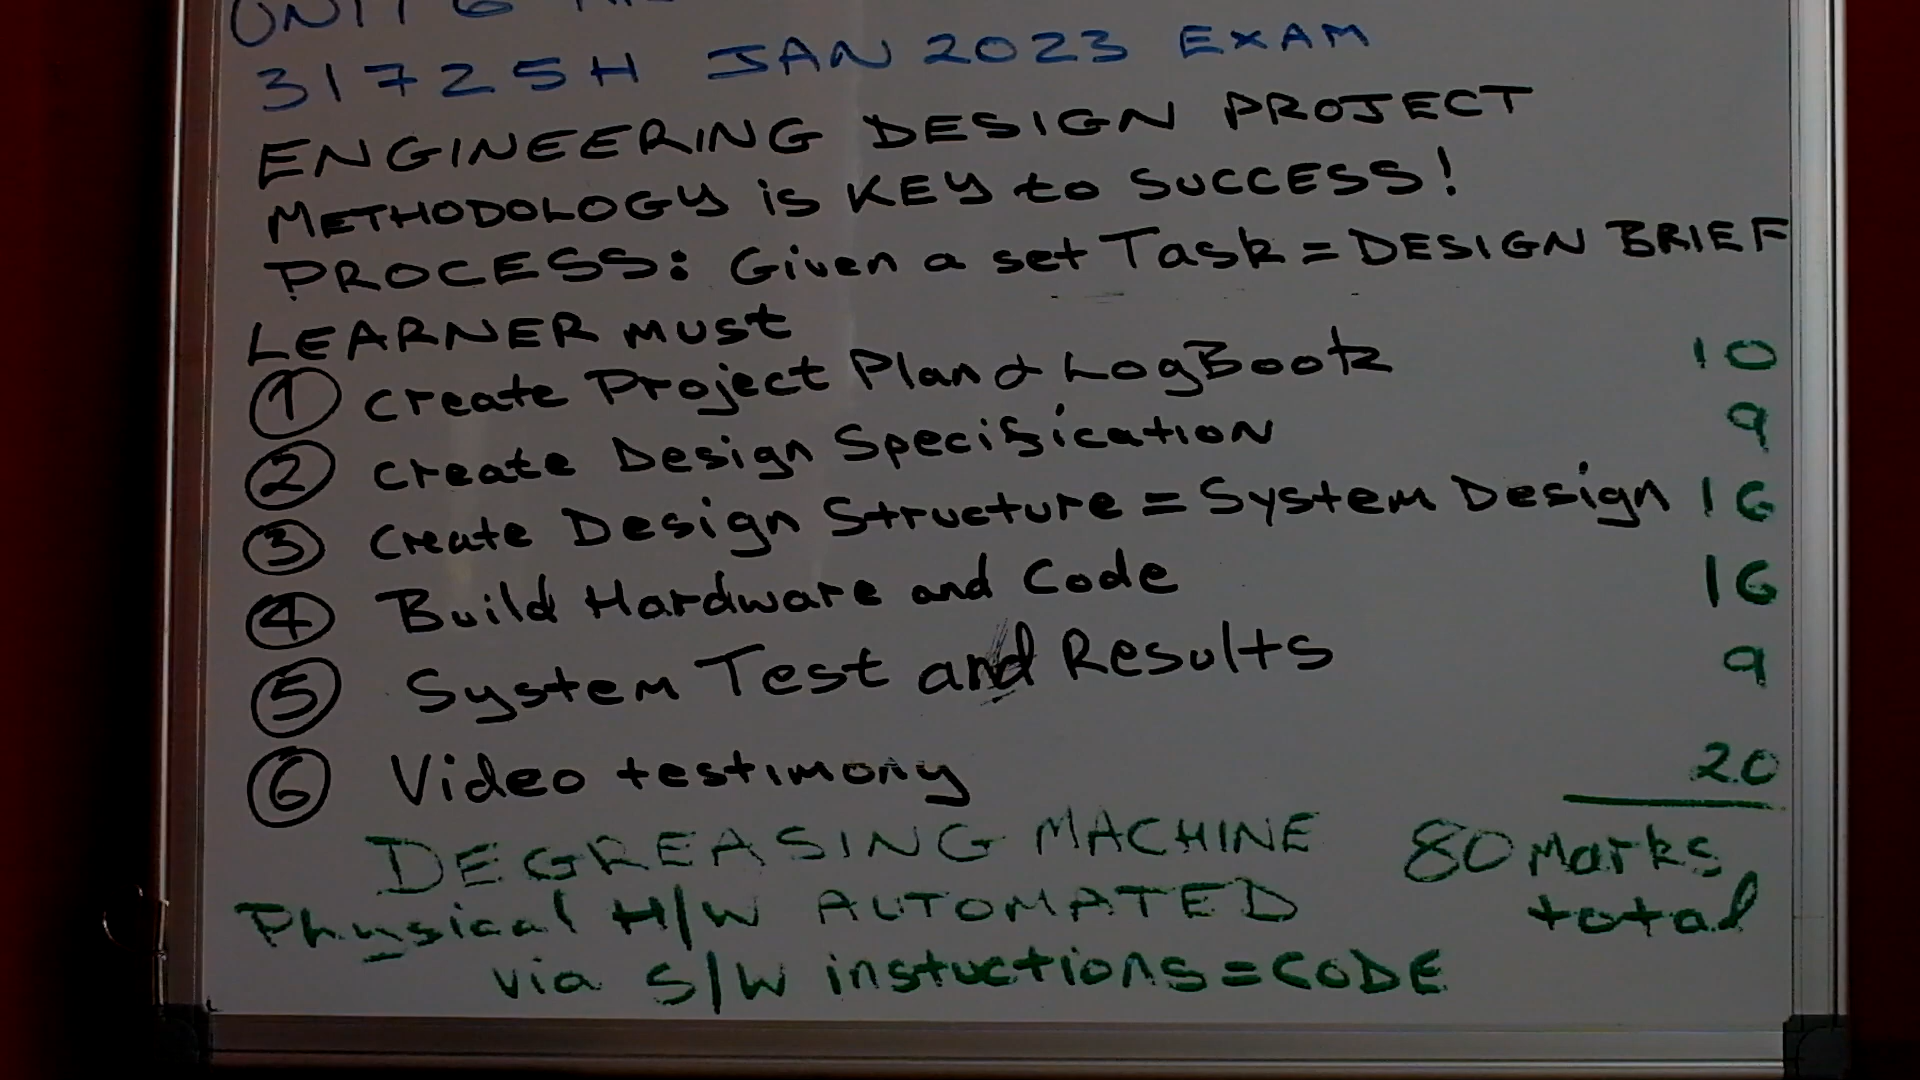 UNIT 6
31725H JAN 2023 EXAM
ENGINEERING DESIGN PROJECT
METHODOLOGY is KEY to SUCCESS!
PROCESS: Given a set Task = DESIGN BRIEF
LEARNER must
① Create Project Plan & LogBook 10
② Create Design Specification 9
③ Create Design Structure = System Design 16
④ Build Hardware and Code 16
⑤ System Test and Results 9
⑥ Video testimony 20
DEGREASING MACHINE 80 Marks
Physical H/W AUTOMATED total
via S/W instuctions = CODE